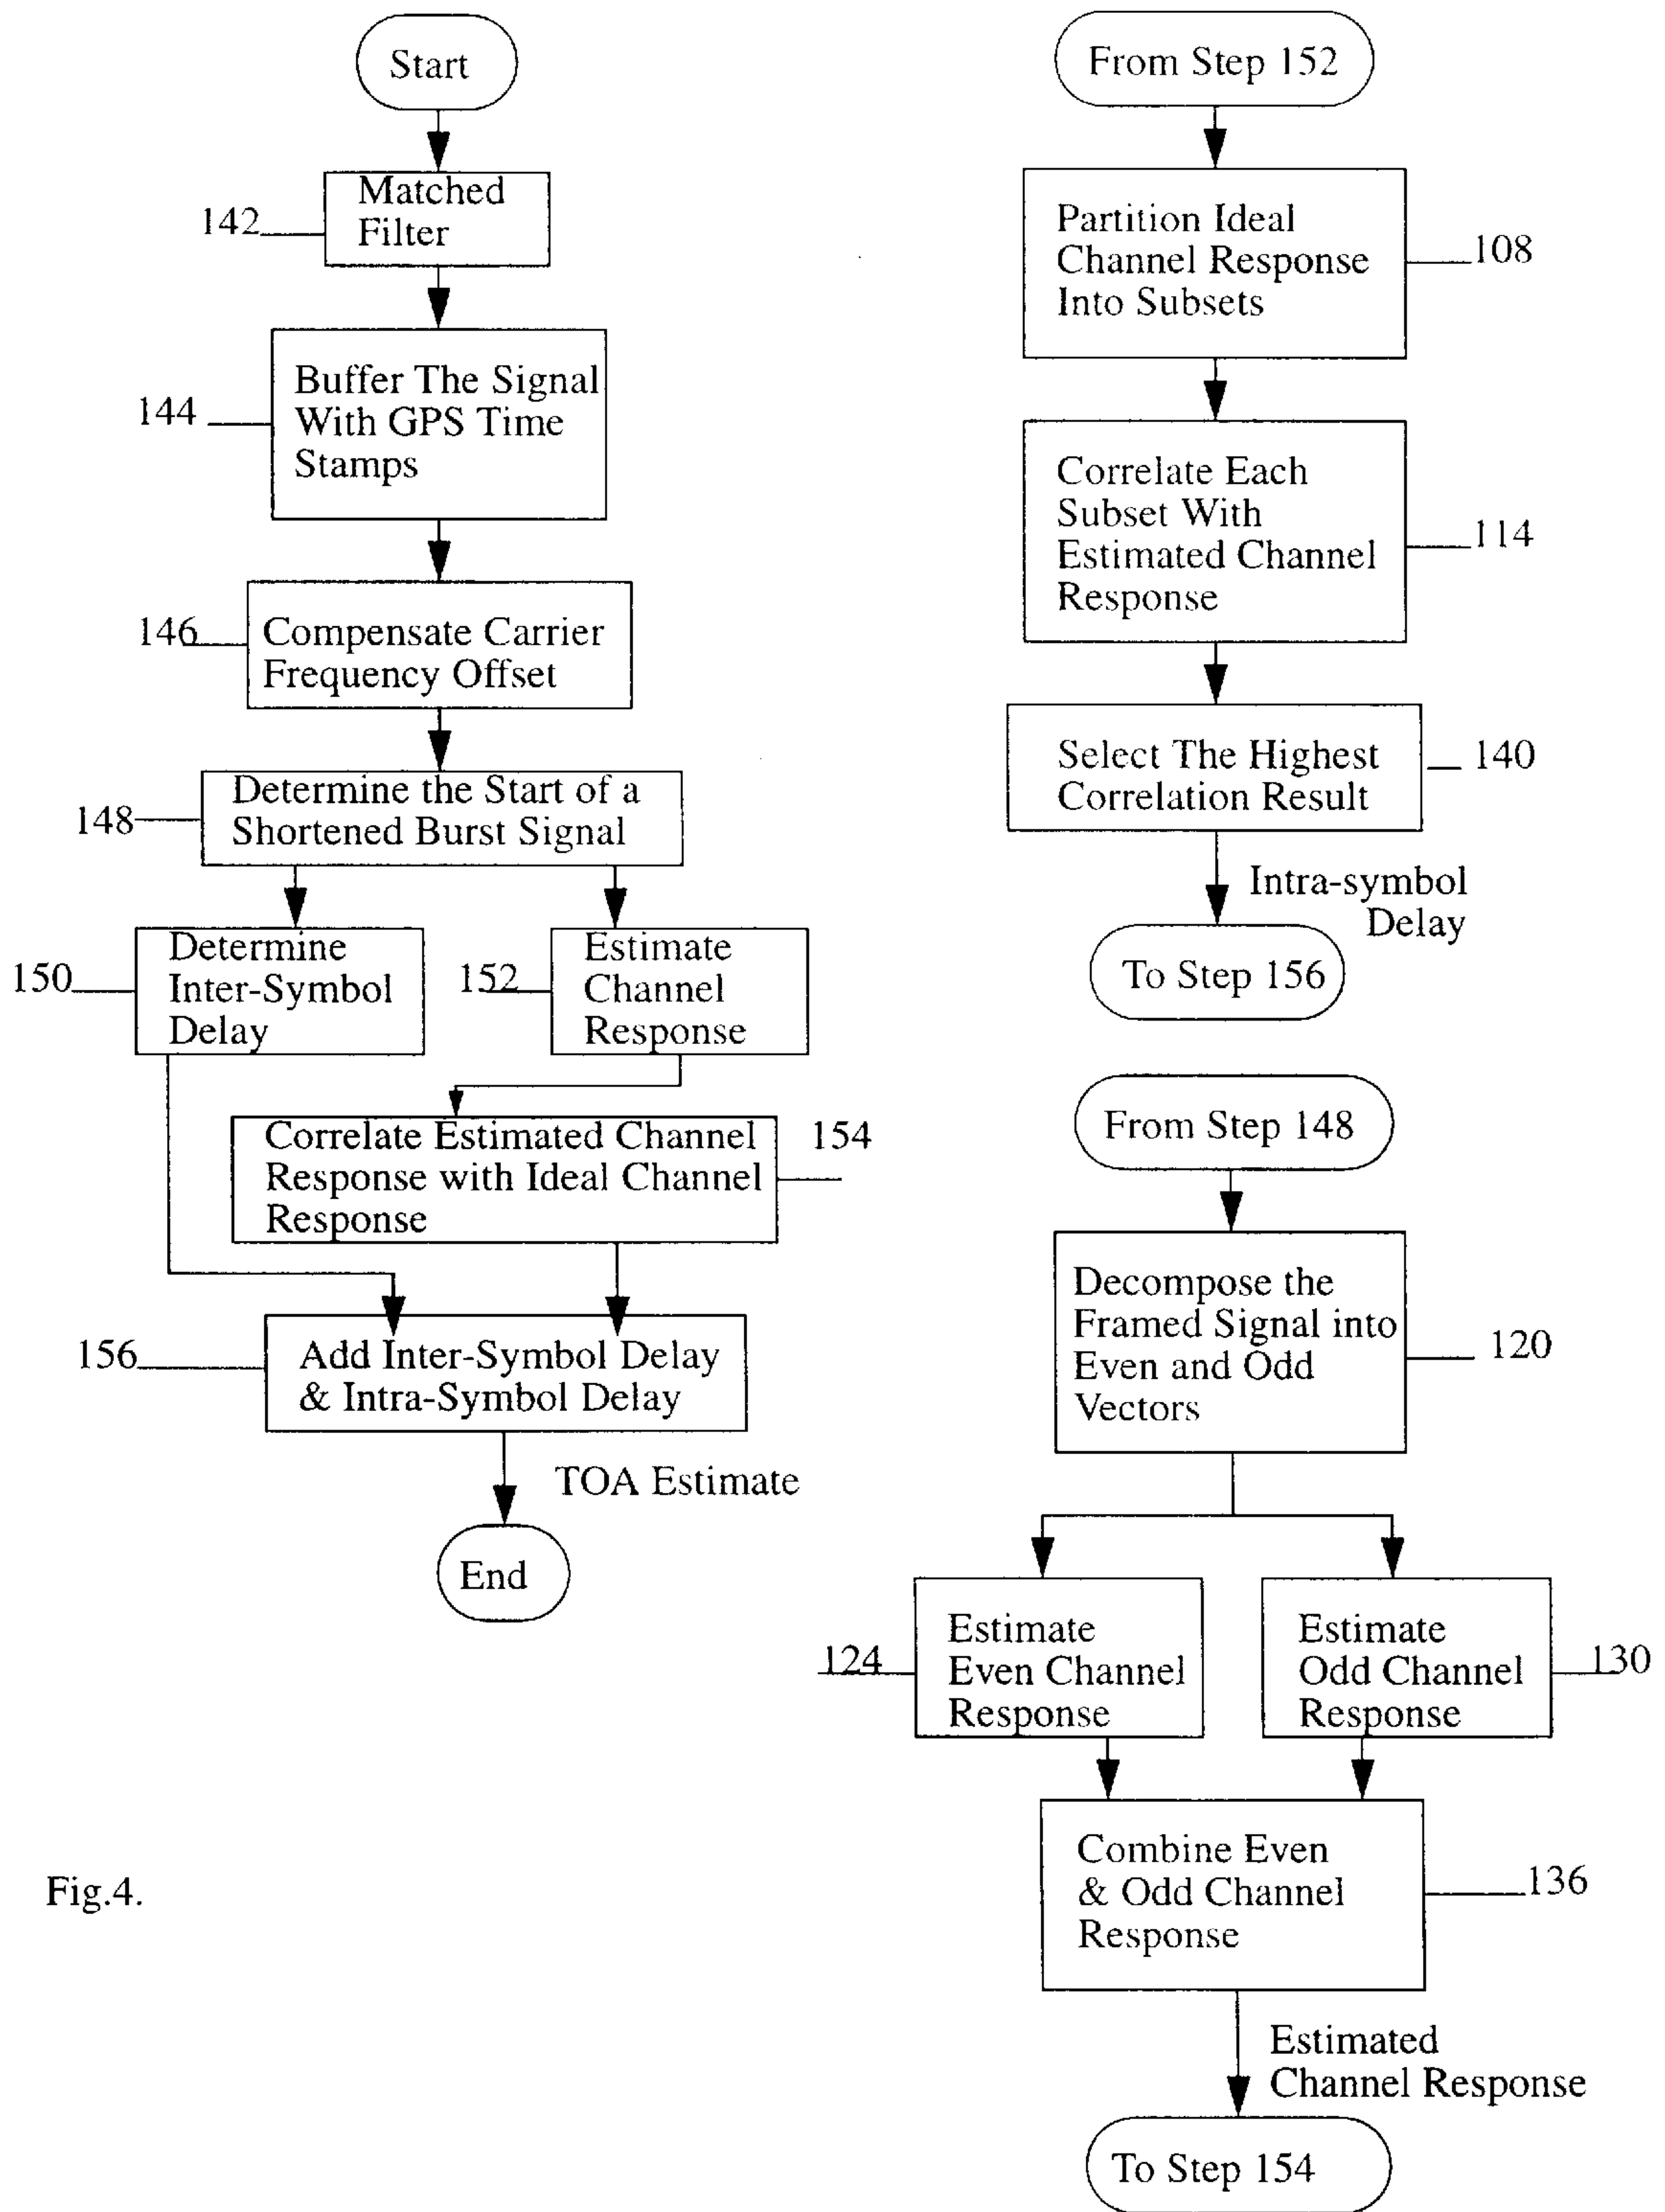 Start
142
Matched
Filter
144
Buffer The Signal
With GPS Time
Stamps
146
Compensate Carrier
Frequency Offset
148
Determine the Start of a
Shortened Burst Signal
150
Determine
Inter-Symbol
Delay
152
Estimate
Channel
Response
Correlate Estimated Channel
Response with Ideal Channel
Response
154
156
Add Inter-Symbol Delay
& Intra-Symbol Delay
TOA Estimate
End
Fig.4.
From Step 152
Partition Ideal
Channel Response
Into Subsets
108
Correlate Each
Subset With
Estimated Channel
Response
114
Select The Highest
Correlation Result
140
Intra-symbol
Delay
To Step 156
From Step 148
Decompose the
Framed Signal into
Even and Odd
Vectors
120
124
Estimate
Even Channel
Response
Estimate
Odd Channel
Response
130
Combine Even
& Odd Channel
Response
136
Estimated
Channel Response
To Step 154